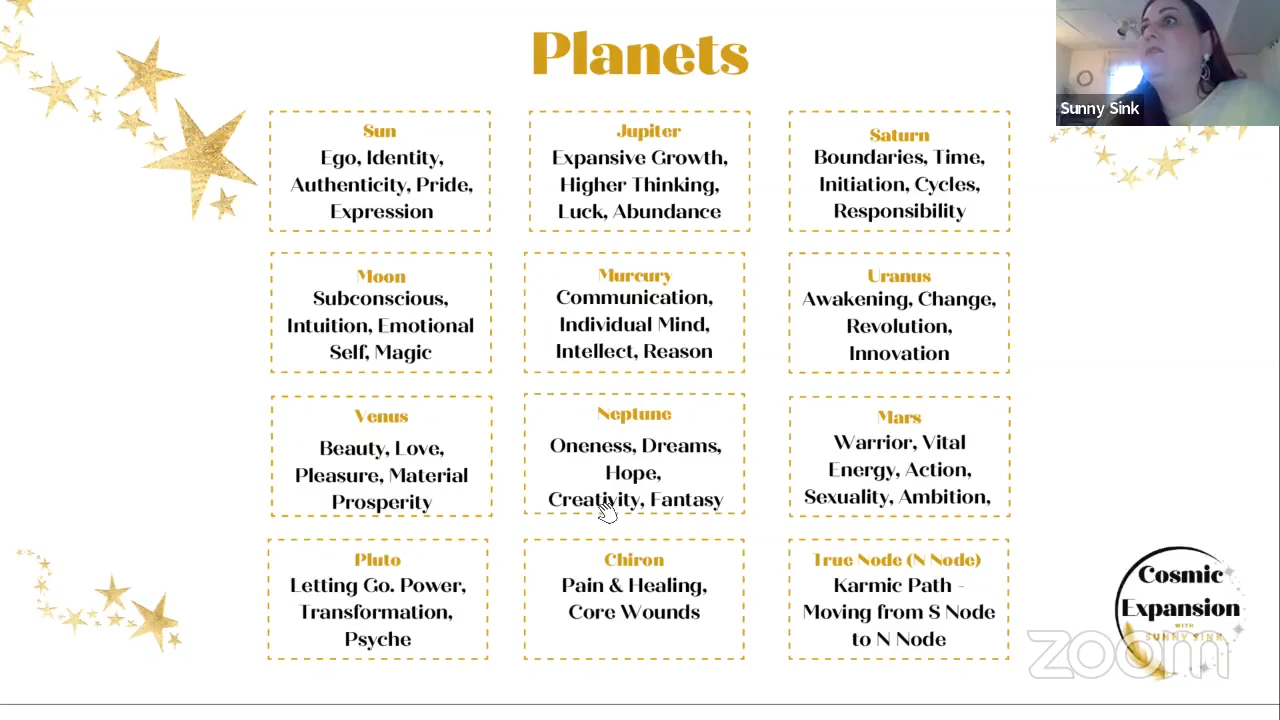 Planets
Sunny Sink
Sun
Ego, Identity,
Authenticity, Pride,
Expression
Jupiter
Expansive Growth,
Higher Thinking,
Luck, Abundance
Saturn
Boundaries, Time,
Initiation, Cycles,
Responsibility
Moon
Subconscious,
Intuition, Emotional
Self, Magic
Murcury
Communication,
Individual Mind,
Intellect, Reason
Uranus
Awakening, Change,
Revolution,
Innovation
Venus
Beauty, Love,
Pleasure, Material
Prosperity
Neptune
Oneness, Dreams,
Hope,
Creativity, Fantasy
Mars
Warrior, Vital
Energy, Action,
Sexuality, Ambition,
Pluto
Letting Go. Power,
Transformation,
Psyche
Chiron
Pain & Healing,
Core Wounds
True Node (N Node)
Karmic Path -
Moving from S Node
to N Node
Cosmic
Expansion
WITH
SUNNY SINK
zoom